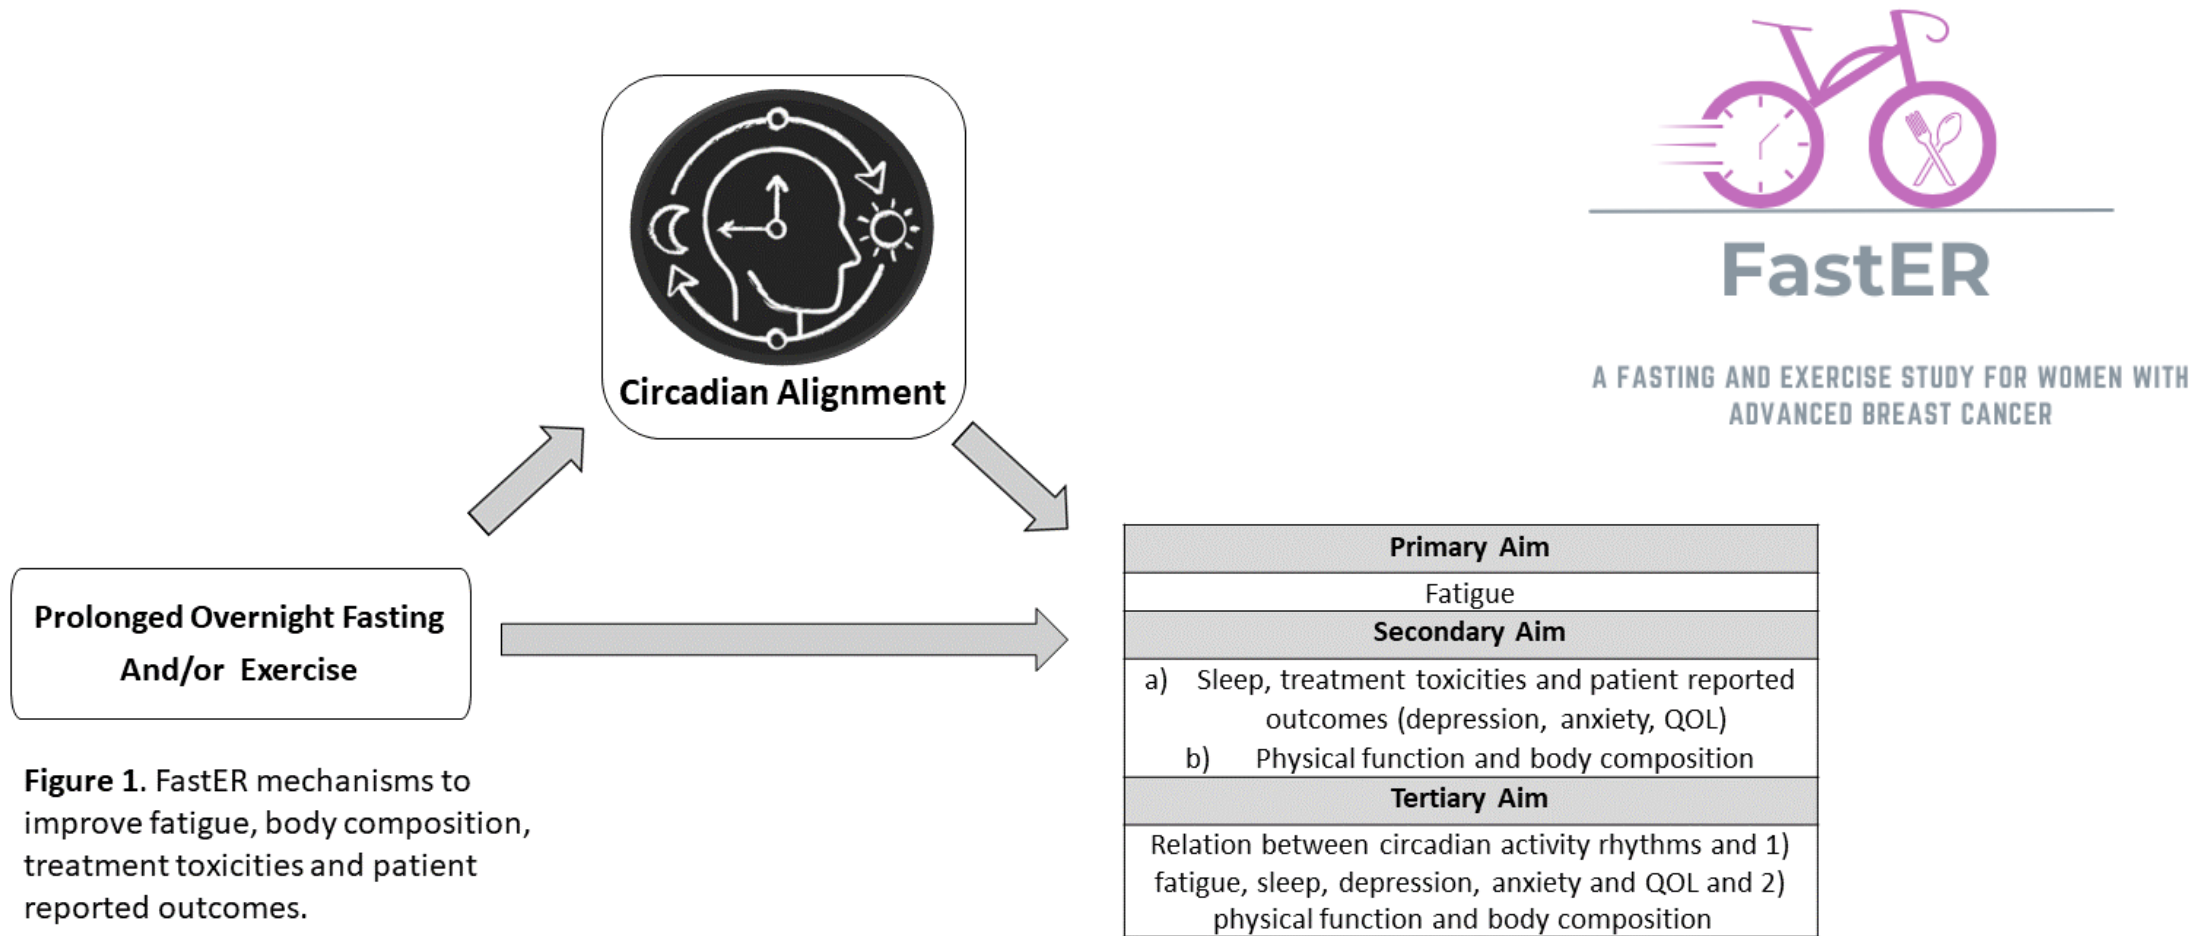 Circadian Alignment
FastER
A FASTING AND EXERCISE STUDY FOR WOMEN WITH
ADVANCED BREAST CANCER
Prolonged Overnight Fasting
And/or Exercise
Primary Aim
Fatigue
Secondary Aim
a) Sleep, treatment toxicities and patient reported
outcomes (depression, anxiety, QOL)
b) Physical function and body composition
Tertiary Aim
Relation between circadian activity rhythms and 1)
fatigue, sleep, depression, anxiety and QOL and 2)
physical function and body composition
Figure 1. FastER mechanisms to
improve fatigue, body composition,
treatment toxicities and patient
reported outcomes.